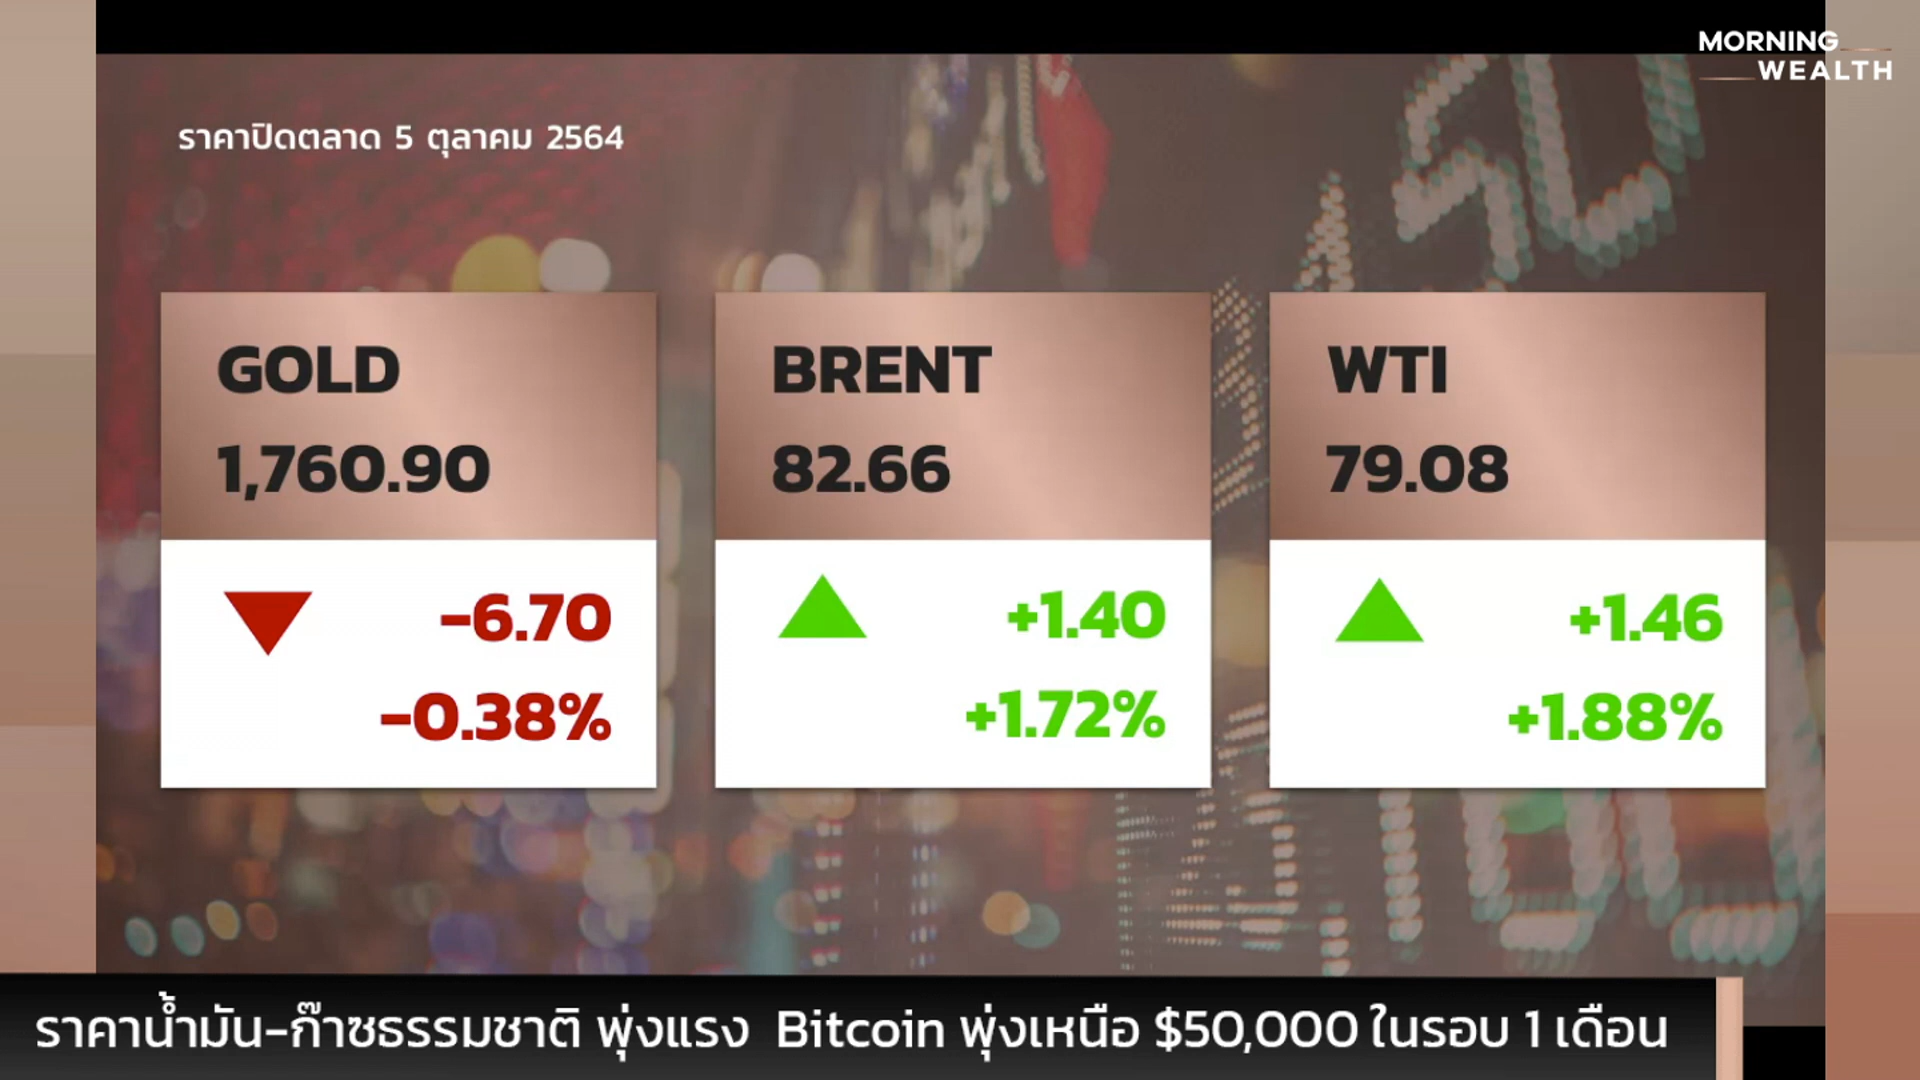 MORNING
WEALTH
ราคาปิดตลาด 5 ตุลาคม 2564
GOLD
1,760.90
-6.70
-0.38%
BRENT
82.66
+1.40
+1.72%
WTI
79.08
+1.46
+1.88%
ราคาน้ำมัน-ก๊าซธรรมชาติ พุ่งแรง Bitcoin พุ่งเหนือ $50,000 ในรอบ 1 เดือน